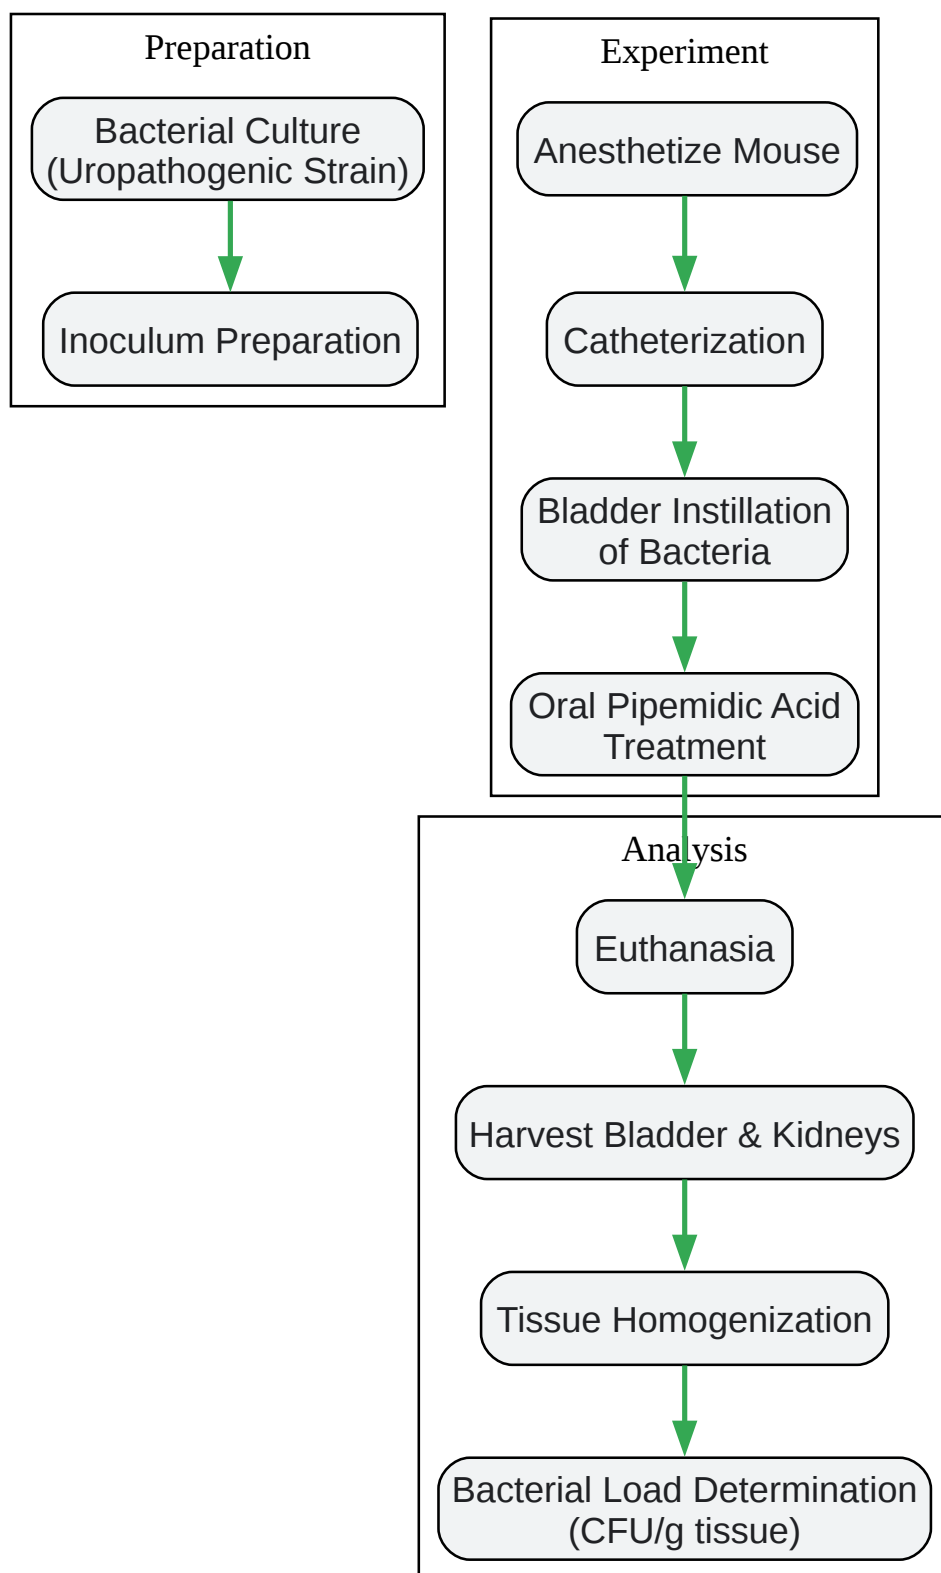 Preparation
Bacterial Culture
(Uropathogenic Strain)
Inoculum Preparation
Experiment
Anesthetize Mouse
Catheterization
Bladder Instillation
of Bacteria
Oral Pipemidic Acid
Treatment
Analysis
Euthanasia
Harvest Bladder & Kidneys
Tissue Homogenization
Bacterial Load Determination
(CFU/g tissue)